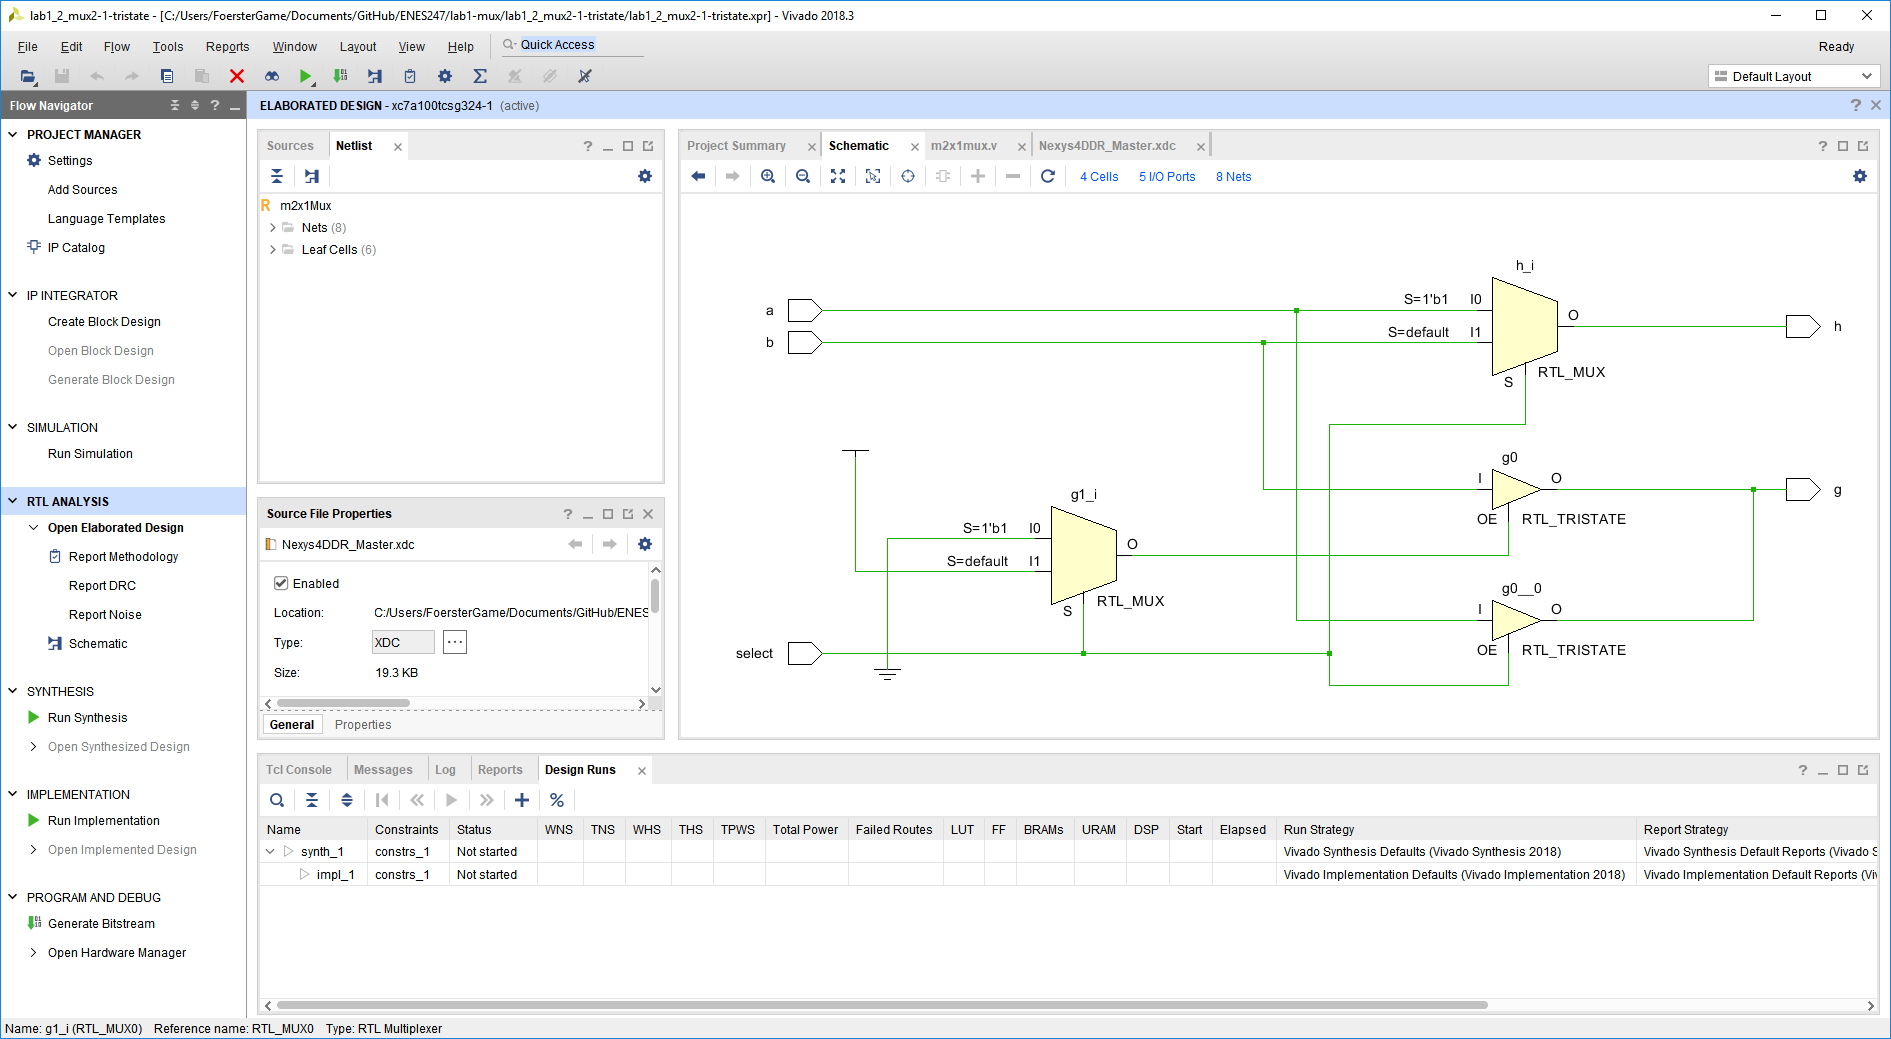 lab1_2_mux2-1-tristate - [C:/Users/FoersterGame/Documents/GitHub/ENES247/lab1-mux/lab1_2_mux2-1-tristate/lab1_2_mux2-1-tristate.xpr] - Vivado 2018.3
File Edit Flow Tools Reports Window Layout View Help Quick Access Ready
Default Layout
Flow Navigator
PROJECT MANAGER
Settings
Add Sources
Language Templates
IP Catalog
IP INTEGRATOR
Create Block Design
Open Block Design
Generate Block Design
SIMULATION
Run Simulation
RTL ANALYSIS
Open Elaborated Design
Report Methodology
Report DRC
Report Noise
Schematic
SYNTHESIS
Run Synthesis
Open Synthesized Design
IMPLEMENTATION
Run Implementation
Open Implemented Design
PROGRAM AND DEBUG
Generate Bitstream
Open Hardware Manager
ELABORATED DESIGN - xc7a100tcsg324-1 (active)
Sources Netlist
R m2x1Mux
Nets (8)
Leaf Cells (6)
Source File Properties
Nexys4DDR_Master.xdc
Enabled
Location: C:/Users/FoersterGame/Documents/GitHub/ENES
Type: XDC ...
Size: 19.3 KB
General Properties
Project Summary Schematic m2x1mux.v Nexys4DDR_Master.xdc
4 Cells 5 I/O Ports 8 Nets
h_i
a S=1'b1 I0 O h
b S=default I1
S RTL_MUX
g0
I O g
OE RTL_TRISTATE
g1_i
S=1'b1 I0 O
S=default I1
S RTL_MUX
g0__0
I O
OE RTL_TRISTATE
select
Tcl Console Messages Log Reports Design Runs
Name Constraints Status WNS TNS WHS THS TPWS Total Power Failed Routes LUT FF BRAMs URAM DSP Start Elapsed Run Strategy Report Strategy
synth_1 constrs_1 Not started Vivado Synthesis Defaults (Vivado Synthesis 2018) Vivado Synthesis Default Reports (Vivado S
impl_1 constrs_1 Not started Vivado Implementation Defaults (Vivado Implementation 2018) Vivado Implementation Default Reports (Vi
Name: g1_i (RTL_MUX0) Reference name: RTL_MUX0 Type: RTL Multiplexer